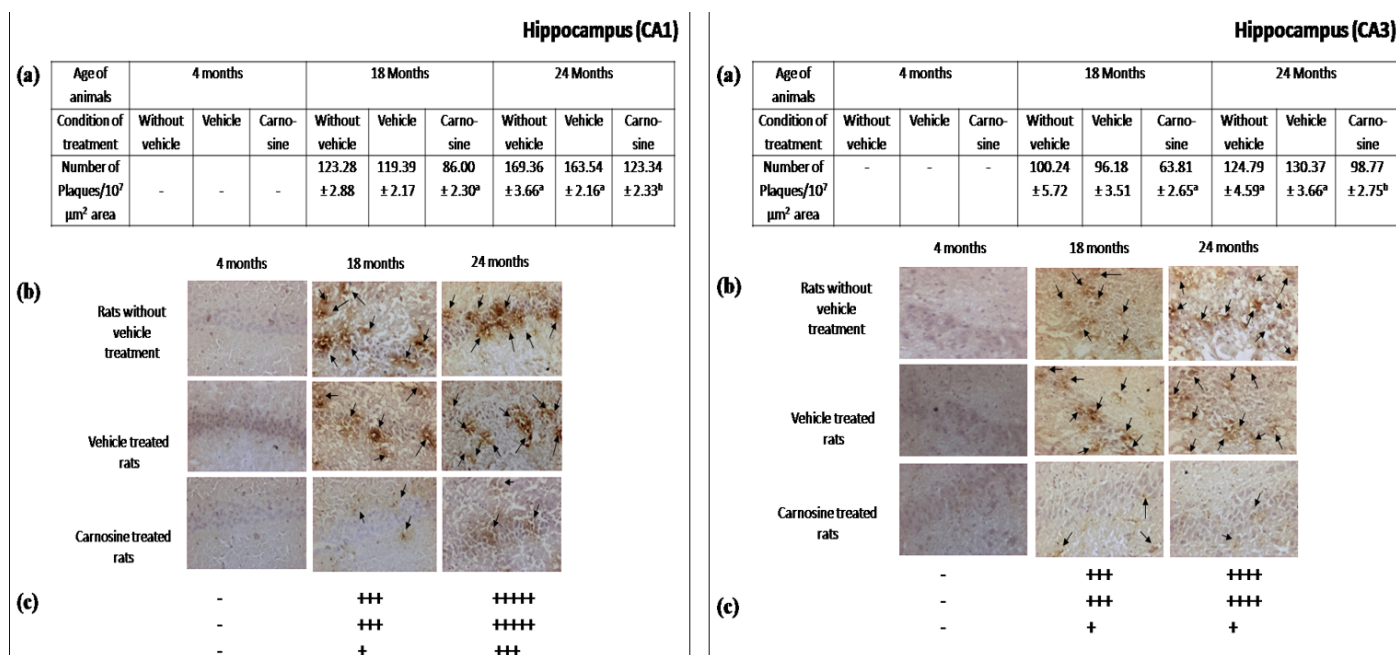 Hippocampus (CA1)
(a)
Age of animals 4 months 18 Months 24 Months
Condition of treatment Without vehicle Vehicle Carno-sine Without vehicle Vehicle Carno-sine Without vehicle Vehicle Carno-sine
Number of Plaques/10⁷ µm² area - - - 123.28 ± 2.88 119.39 ± 2.17 86.00 ± 2.30ᵃ 169.36 ± 3.66ᵃ 163.54 ± 2.16ᵃ 123.34 ± 2.33ᵇ
4 months 18 months 24 months
(b)
Rats without vehicle treatment
Vehicle treated rats
Carnosine treated rats
(c)
- +++ +++++
- +++ +++++
- + +++
Hippocampus (CA3)
(a)
Age of animals 4 months 18 Months 24 Months
Condition of treatment Without vehicle Vehicle Carno-sine Without vehicle Vehicle Carno-sine Without vehicle Vehicle Carno-sine
Number of Plaques/10⁷ µm² area - - - 100.24 ± 5.72 96.18 ± 3.51 63.81 ± 2.65ᵃ 124.79 ± 4.59ᵃ 130.37 ± 3.66ᵃ 98.77 ± 2.75ᵇ
4 months 18 months 24 months
(b)
Rats without vehicle treatment
Vehicle treated rats
Carnosine treated rats
(c)
- +++ ++++
- +++ ++++
- + +